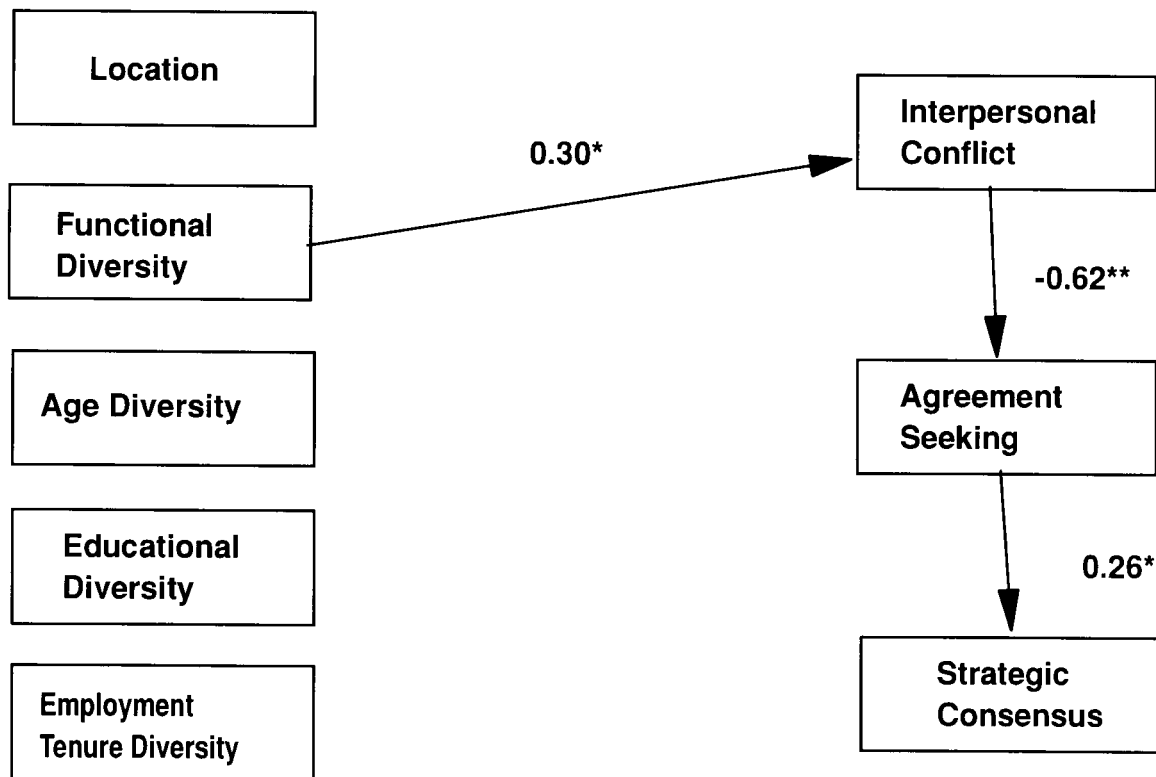 Location
Functional
Diversity
Age Diversity
Educational
Diversity
Employment
Tenure Diversity
0.30*
Interpersonal
Conflict
-0.62**
Agreement
Seeking
0.26*
Strategic
Consensus